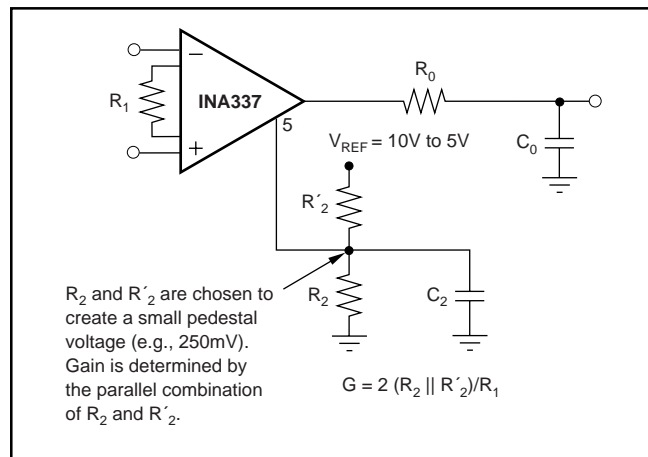 R0
−
R1
INA337
+
5
VREF = 10V to 5V
C0
R´2
R2 and R´2 are chosen to
create a small pedestal
voltage (e.g., 250mV).
Gain is determined by
the parallel combination
of R2 and R´2.
R2
C2
G = 2 (R2 || R´2)/R1